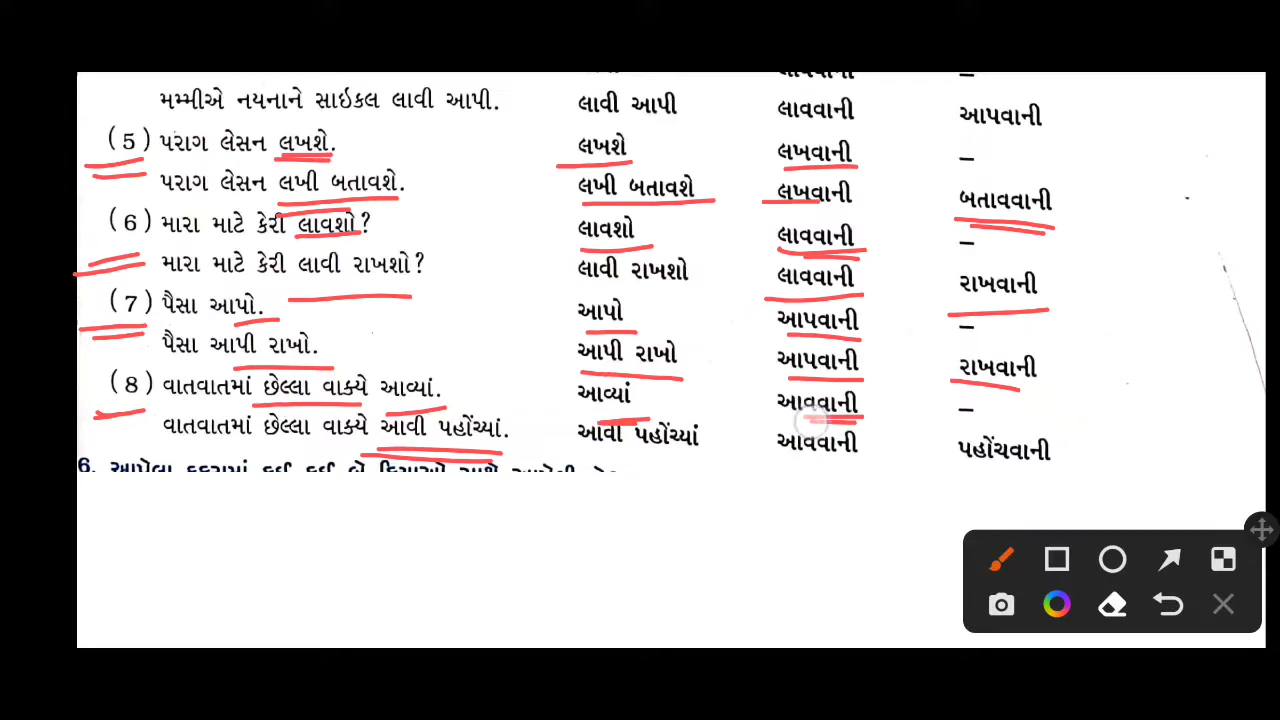 લાવવાની –
મમ્મીએ નયનાને સાઇકલ લાવી આપી. લાવી આપી લાવવાની આપવાની
(5) પરાગ લેસન લખશે. લખશે લખવાની –
પરાગ લેસન લખી બતાવશે. લખી બતાવશે લખવાની બતાવવાની
(6) મારા માટે કેરી લાવશો? લાવશો લાવવાની –
મારા માટે કેરી લાવી રાખશો? લાવી રાખશો લાવવાની રાખવાની
(7) પૈસા આપો. આપો આપવાની –
પૈસા આપી રાખો. આપી રાખો આપવાની રાખવાની
(8) વાતવાતમાં છેલ્લા વાક્યે આવ્યાં. આવ્યાં આવવાની –
વાતવાતમાં છેલ્લા વાક્યે આવી પહોંચ્યાં. આવી પહોંચ્યાં આવવાની પહોંચવાની
6.